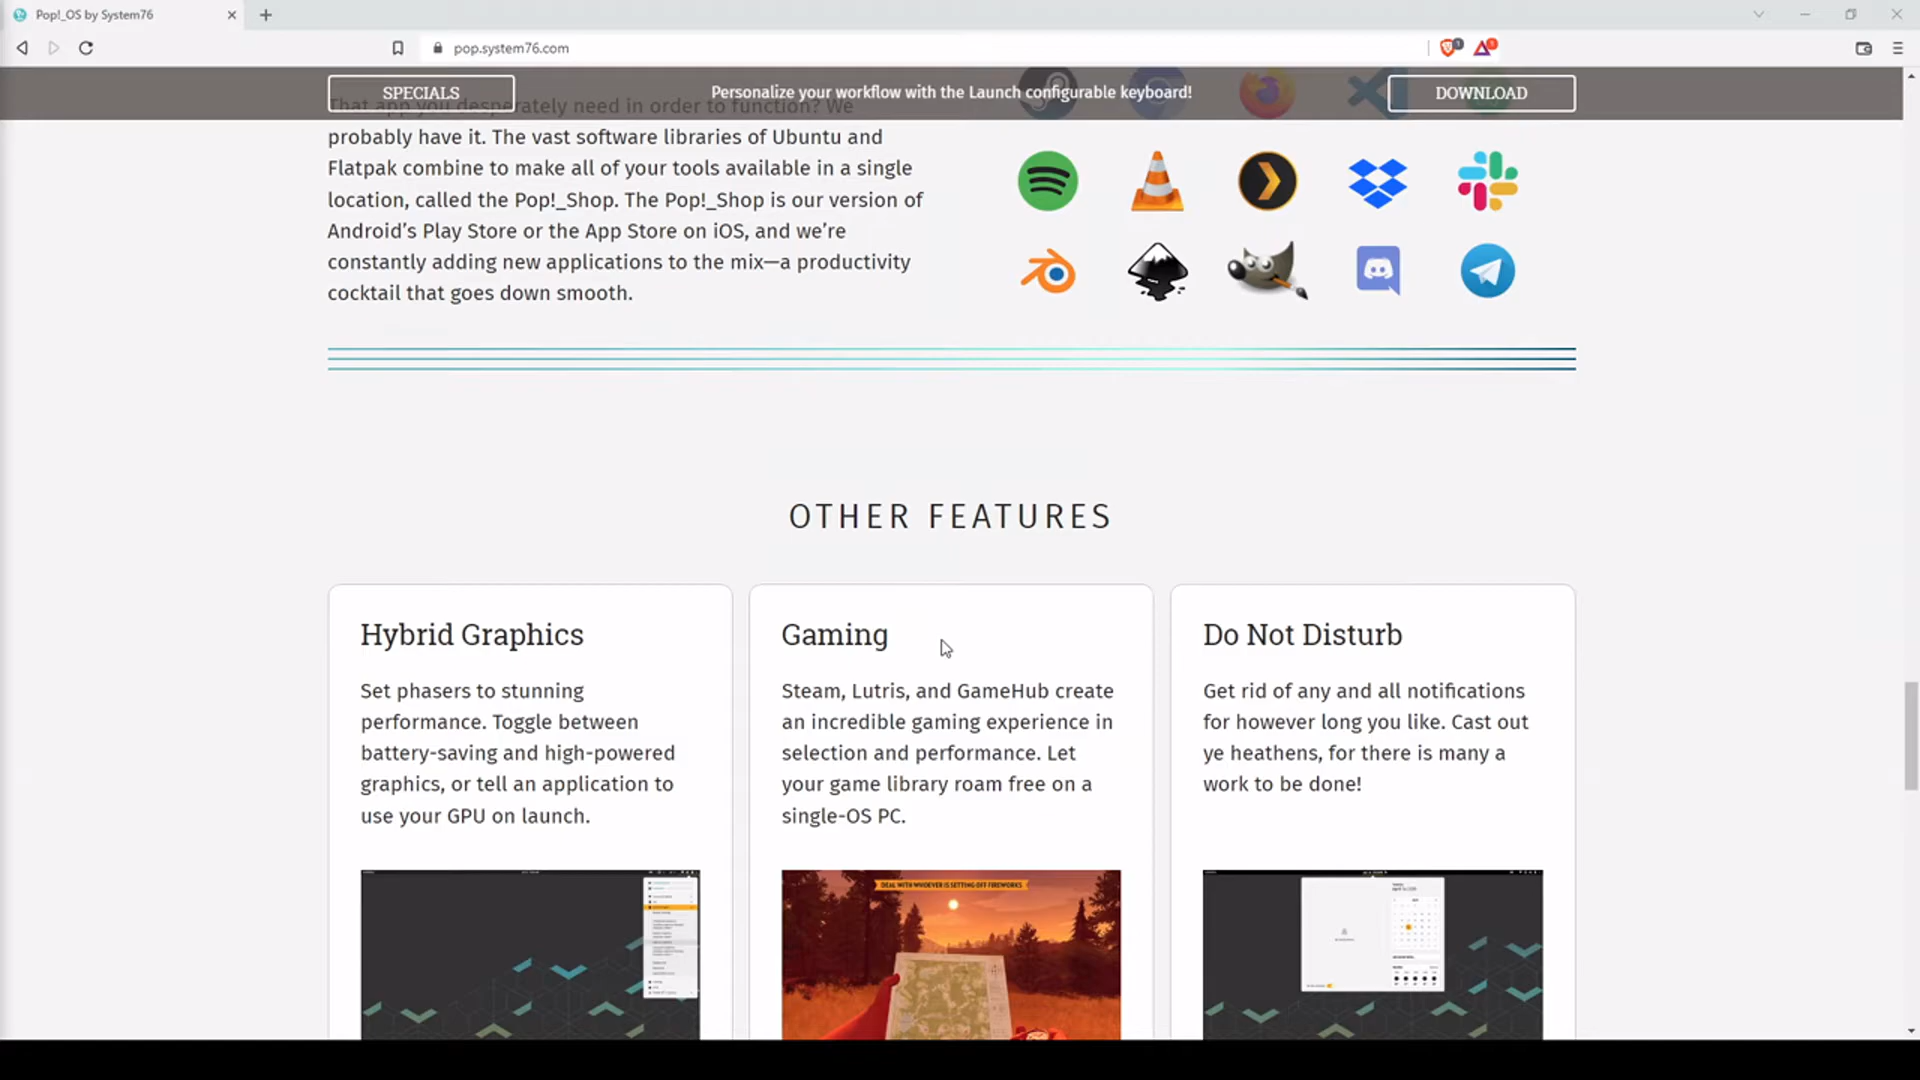 Pop!_OS by System76
pop.system76.com
SPECIALS
Personalize your workflow with the Launch configurable keyboard!
DOWNLOAD
That app you desperately need in order to function? We
probably have it. The vast software libraries of Ubuntu and
Flatpak combine to make all of your tools available in a single
location, called the Pop!_Shop. The Pop!_Shop is our version of
Android's Play Store or the App Store on iOS, and we're
constantly adding new applications to the mix—a productivity
cocktail that goes down smooth.
OTHER FEATURES
Hybrid Graphics
Set phasers to stunning
performance. Toggle between
battery-saving and high-powered
graphics, or tell an application to
use your GPU on launch.
Gaming
Steam, Lutris, and GameHub create
an incredible gaming experience in
selection and performance. Let
your game library roam free on a
single-OS PC.
DEAL WITH WHOEVER IS SETTING OFF FIREWORKS
Do Not Disturb
Get rid of any and all notifications
for however long you like. Cast out
ye heathens, for there is many a
work to be done!